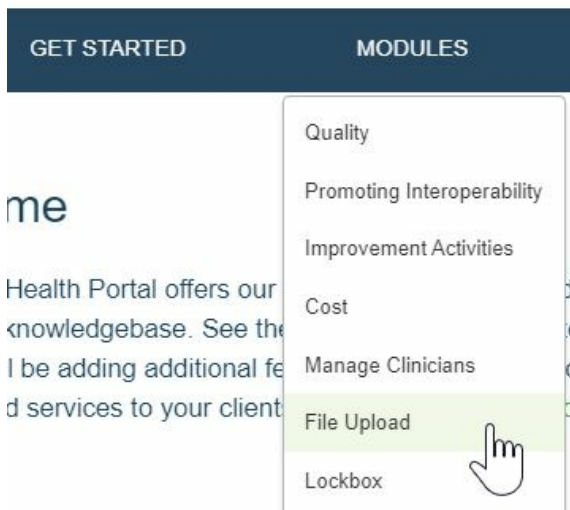 GET STARTED MODULES
Quality
me
Promoting Interoperability
Improvement Activities
Health Portal offers our
Cost
knowledgebase. See the
l be adding additional fe
Manage Clinicians
d services to your client
File Upload
Lockbox